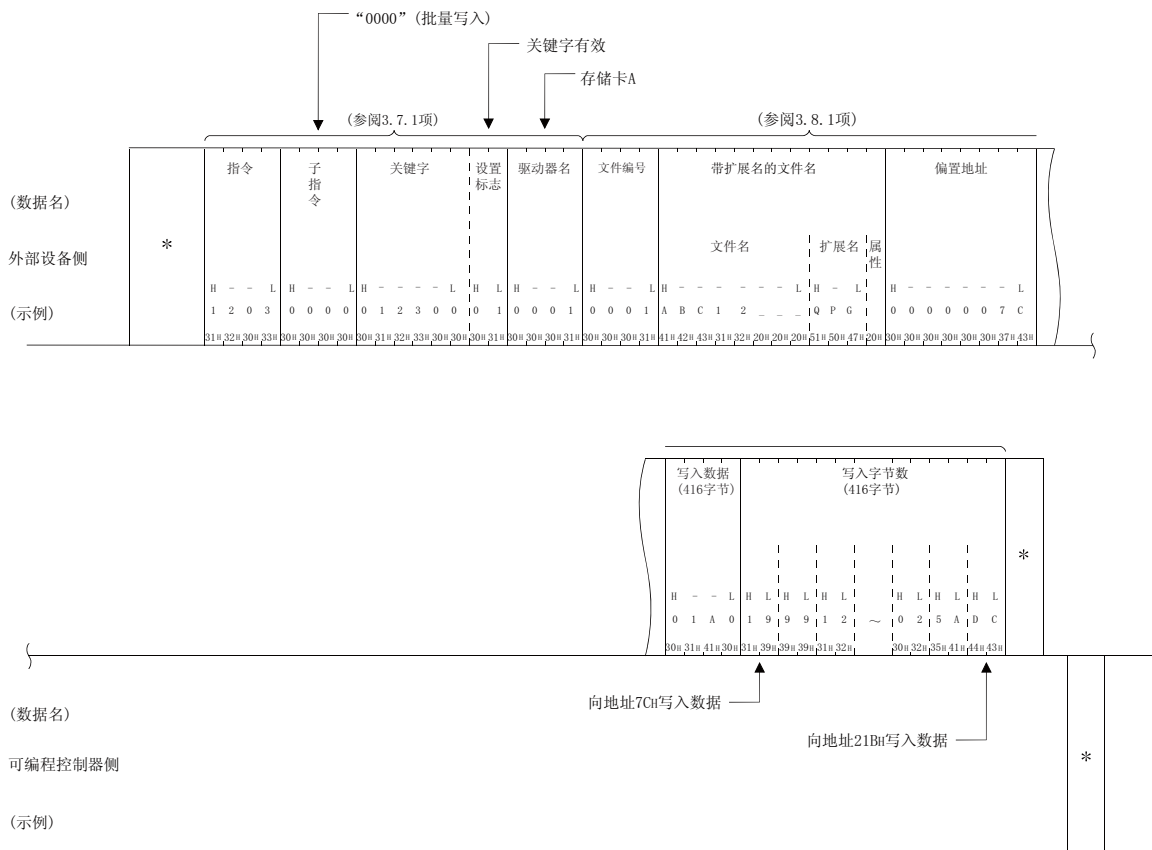 “0000”(批量写入)
关键字有效
存储卡A
(参阅3.7.1项)
(参阅3.8.1项)
指令 子指令 关键字 设置标志 驱动器名 文件编号 带扩展名的文件名 偏置地址
(数据名)
*
文件名 扩展名 属性
外部设备侧
H - - L H - - L H - - - - L H L H - - L H - - L H - - - - - - L H - L H - - - - - - L
(示例)
1 2 0 3 0 0 0 0 0 1 2 3 0 0 0 1 0 0 0 1 0 0 0 1 A B C 1 2 _ _ _ Q P G 0 0 0 0 0 0 7 C
31H 32H 30H 33H 30H 30H 30H 30H 30H 31H 32H 33H 30H 30H 30H 31H 30H 30H 30H 31H 30H 30H 30H 31H 41H 42H 43H 31H 32H 20H 20H 20H 51H 50H 47H 20H 30H 30H 30H 30H 30H 30H 37H 43H
写入数据 写入字节数
(416字节) (416字节)
*
H - - L H L H L H L H L H L H L
0 1 A 0 1 9 9 9 1 2 ~ 0 2 5 A D C
30H 31H 41H 30H 31H 39H 39H 39H 31H 32H 30H 32H 35H 41H 44H 43H
向地址7CH写入数据
(数据名)
向地址21BH写入数据
可编程控制器侧
*
(示例)